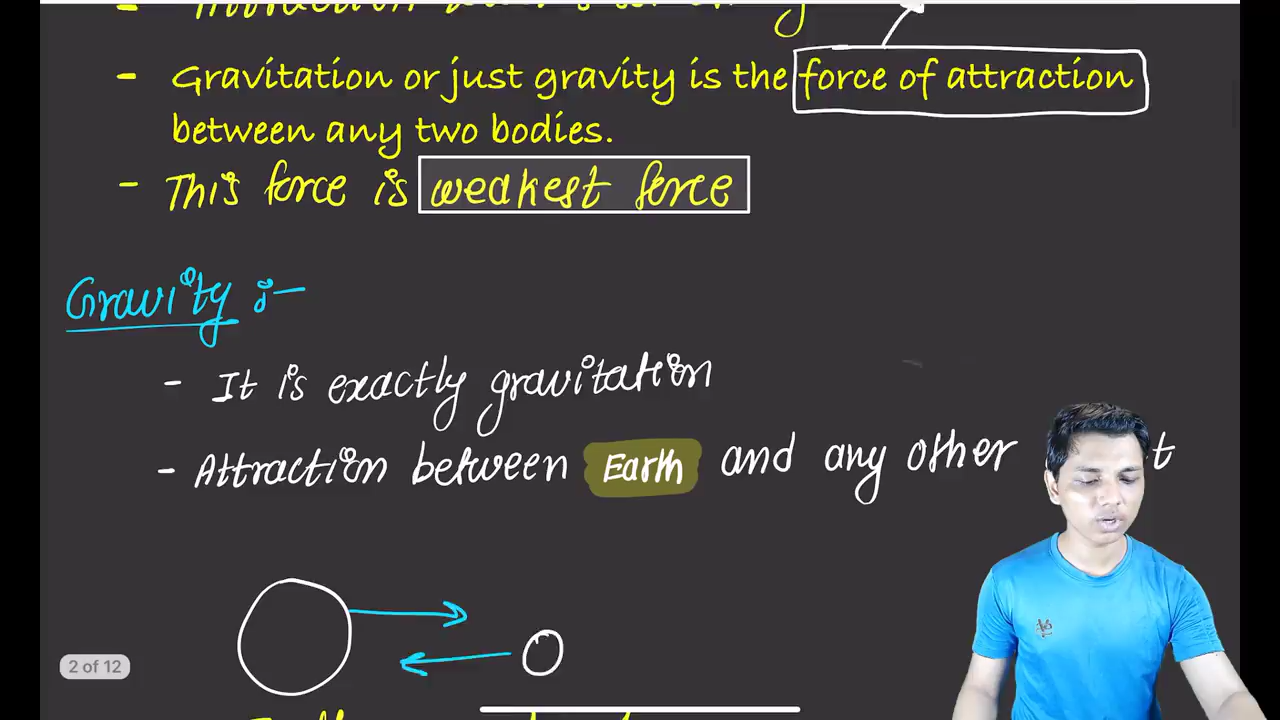 - Gravitation or just gravity is the force of attraction
between any two bodies.
- This force is weakest force
Gravity :-
- It is exactly gravitation
- Attraction between Earth and any other
2 of 12